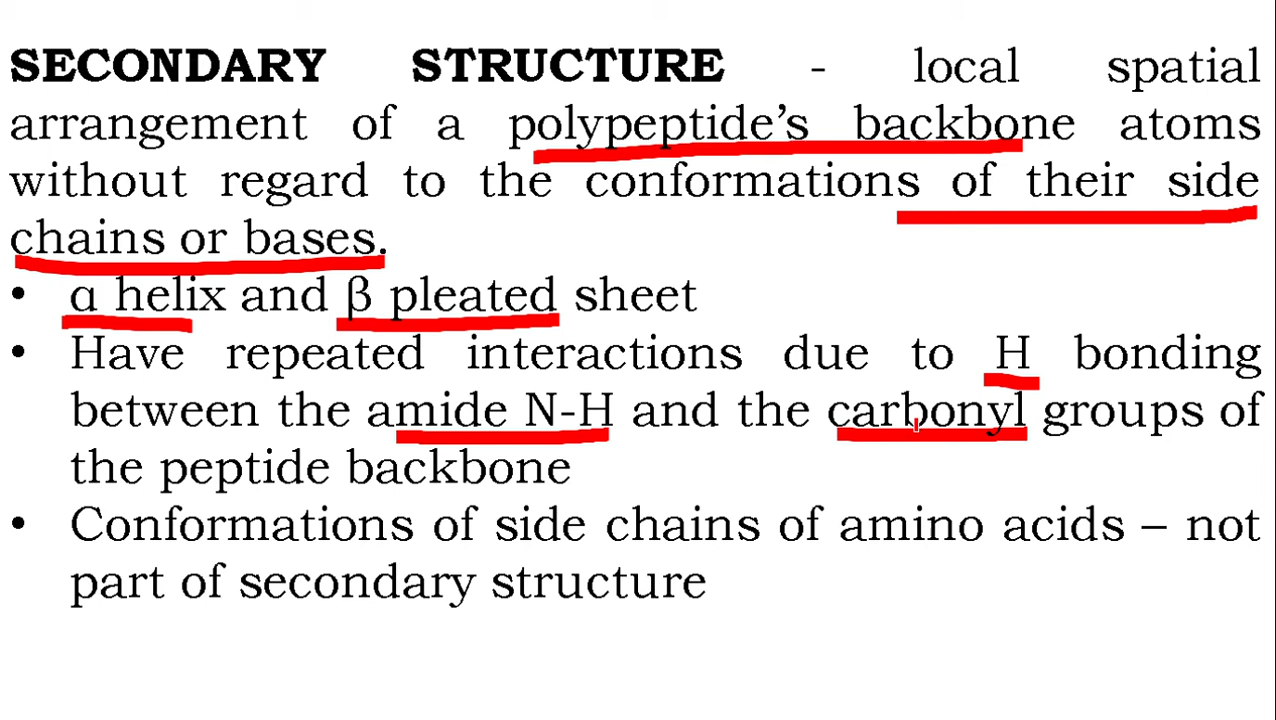 SECONDARY STRUCTURE - local spatial
arrangement of a polypeptide’s backbone atoms
without regard to the conformations of their side
chains or bases.
• α helix and β pleated sheet
• Have repeated interactions due to H bonding
between the amide N-H and the carbonyl groups of
the peptide backbone
• Conformations of side chains of amino acids – not
part of secondary structure